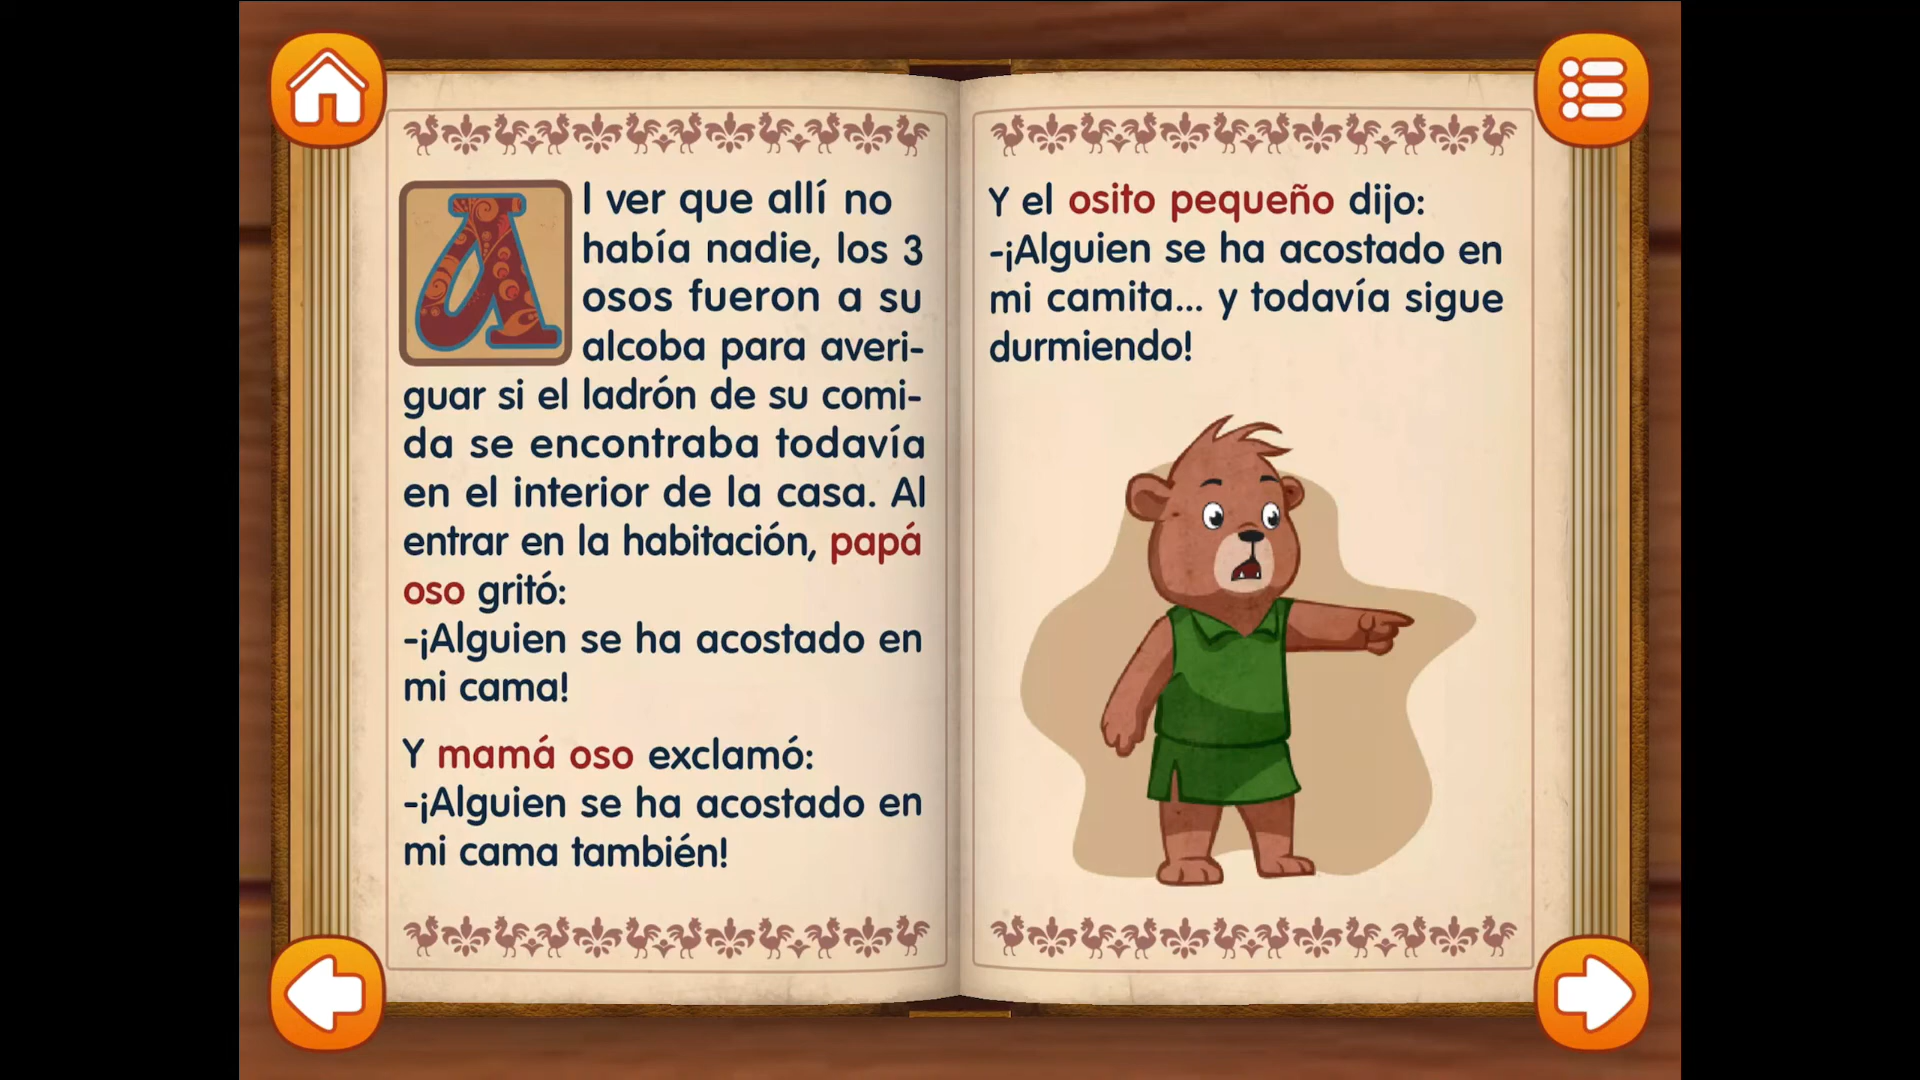 Al ver que allí no
había nadie, los 3
osos fueron a su
alcoba para averi-
guar si el ladrón de su comi-
da se encontraba todavía
en el interior de la casa. Al
entrar en la habitación, papá
oso gritó:
-¡Alguien se ha acostado en
mi cama!
Y mamá oso exclamó:
-¡Alguien se ha acostado en
mi cama también!
Y el osito pequeño dijo:
-¡Alguien se ha acostado en
mi camita... y todavía sigue
durmiendo!